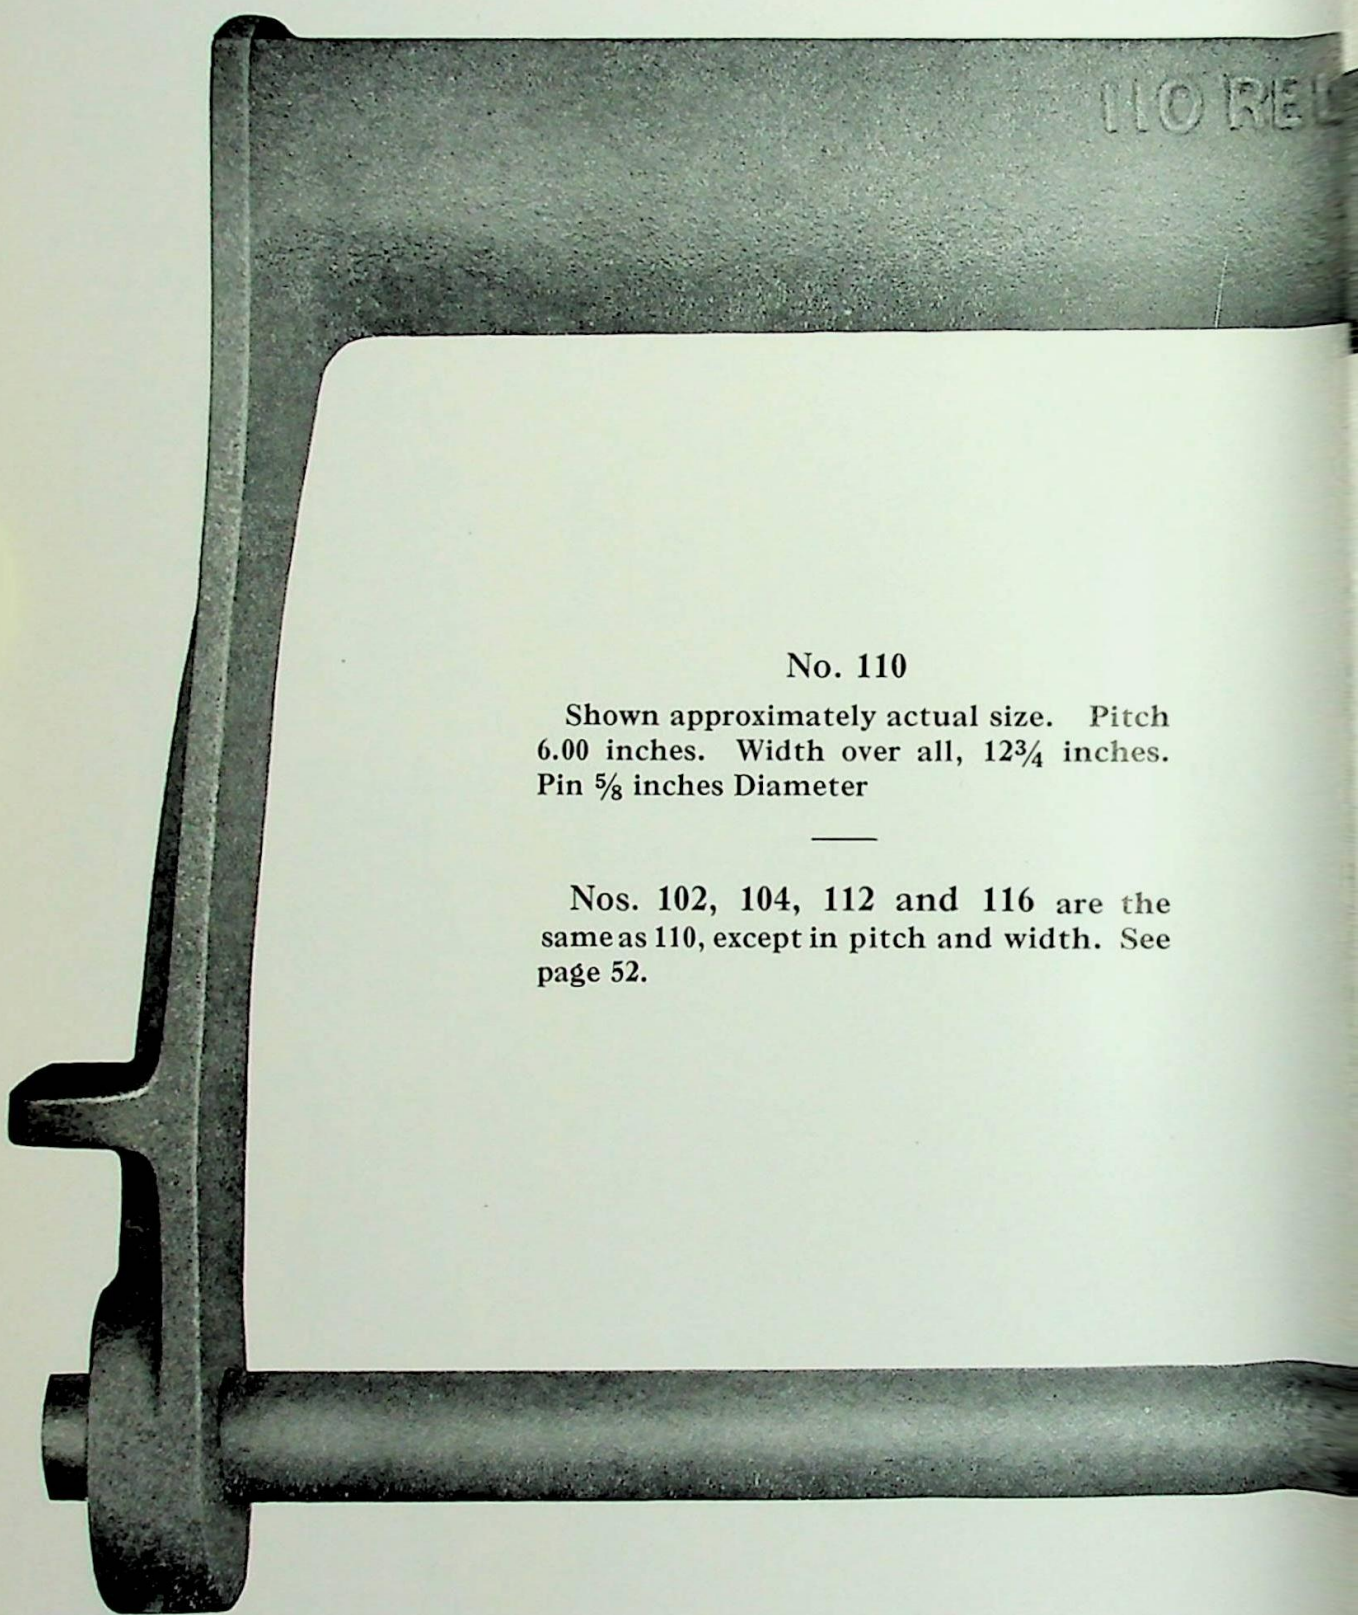 110 REL
No. 110
Shown approximately actual size. Pitch
6.00 inches. Width over all, 12¾ inches.
Pin ⅝ inches Diameter
Nos. 102, 104, 112 and 116 are the
same as 110, except in pitch and width. See
page 52.